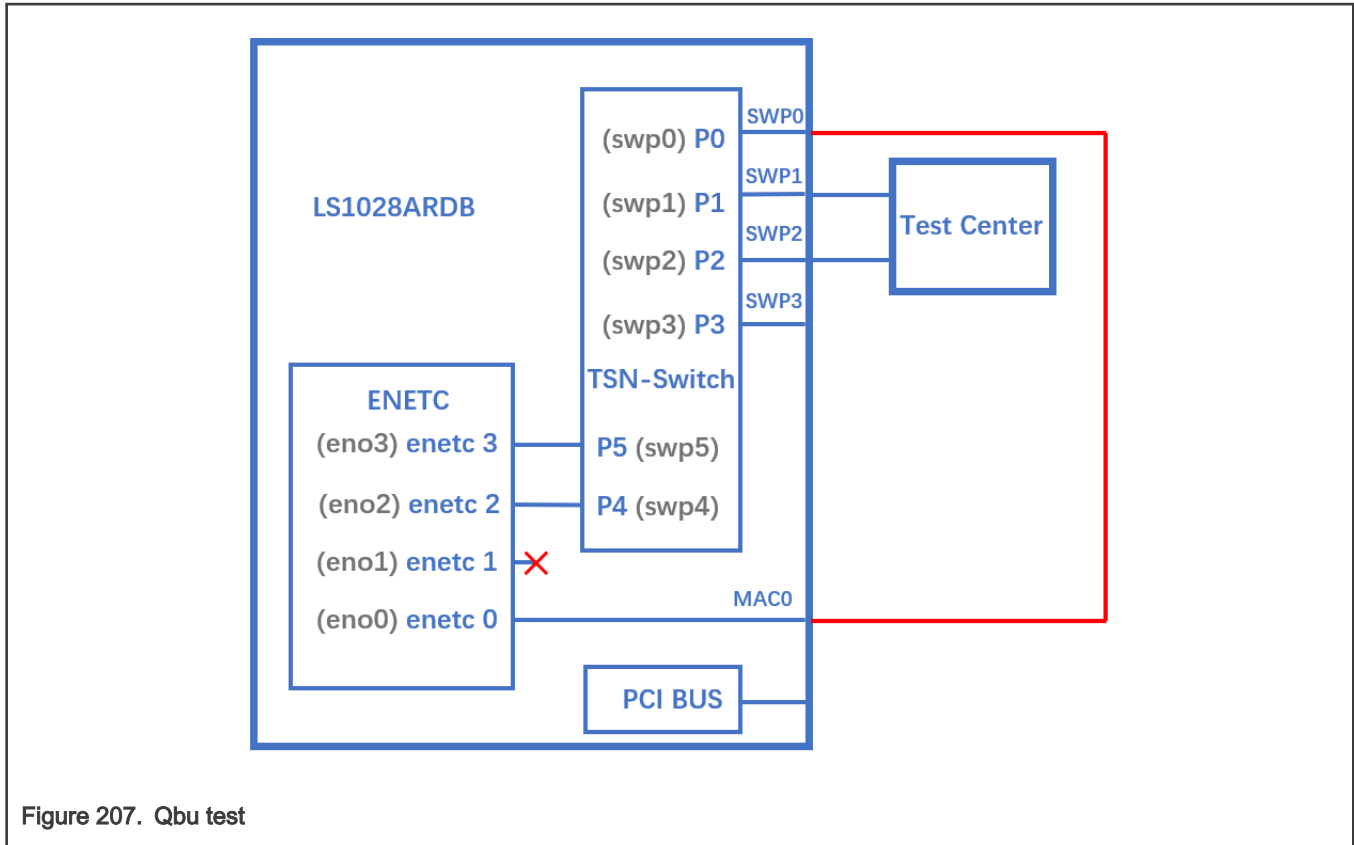 SWP0
(swp0) P0
SWP1
(swp1) P1
LS1028ARDB
Test Center
SWP2
(swp2) P2
SWP3
(swp3) P3
TSN-Switch
ENETC
(eno3) enetc 3
P5 (swp5)
(eno2) enetc 2
P4 (swp4)
(eno1) enetc 1
MAC0
(eno0) enetc 0
PCI BUS
Figure 207. Qbu test